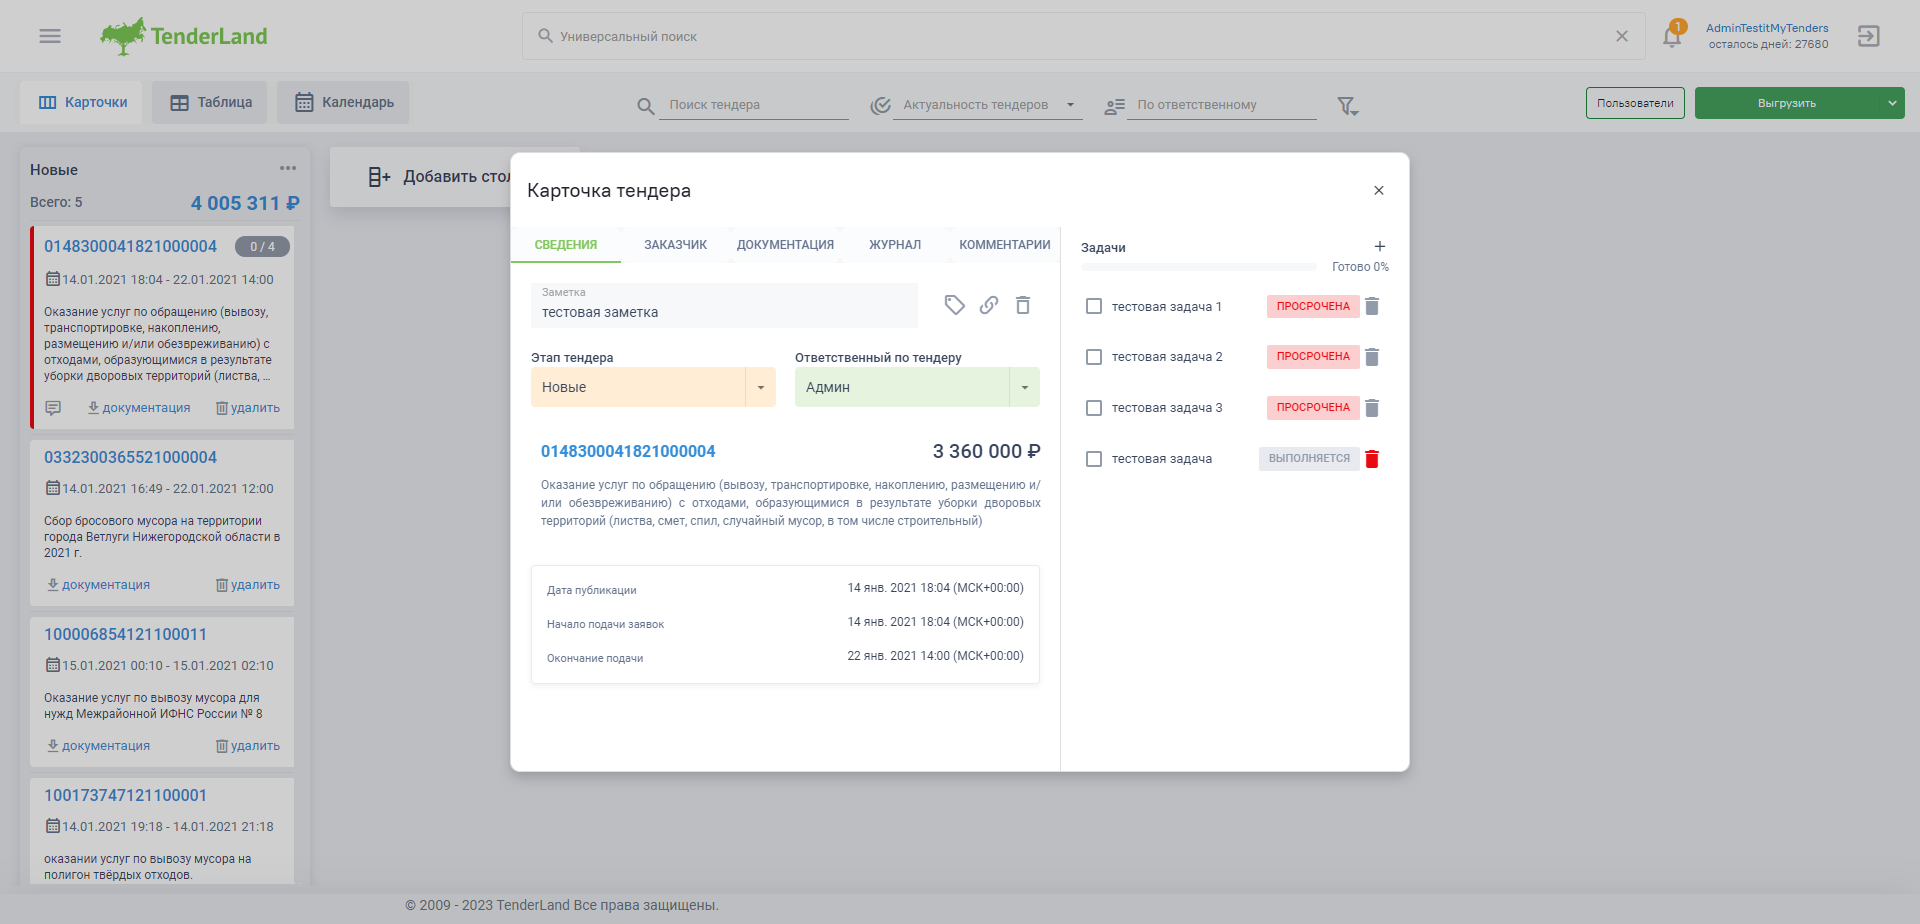 TenderLand
Универсальный поиск
1
AdminTestitMyTenders
осталось дней: 27680
Карточки
Таблица
Календарь
Поиск тендера
Актуальность тендеров
По ответственному
Пользователи
Выгрузить
Новые
Всего: 5
4 005 311 ₽
0148300041821000004
0 / 4
14.01.2021 18:04 - 22.01.2021 14:00
Оказание услуг по обращению (вывозу,
транспортировке, накоплению,
размещению и/или обезвреживанию) с
отходами, образующимися в результате
уборки дворовых территорий (листва, ...
документация
удалить
0332300365521000004
14.01.2021 16:49 - 22.01.2021 12:00
Сбор бросового мусора на территории
города Ветлуги Нижегородской области в
2021 г.
документация
удалить
100006854121100011
15.01.2021 00:10 - 15.01.2021 02:10
Оказание услуг по вывозу мусора для
нужд Межрайонной ИФНС России № 8
документация
удалить
100173747121100001
14.01.2021 19:18 - 14.01.2021 21:18
оказании услуг по вывозу мусора на
полигон твёрдых отходов.
Добавить стол
Карточка тендера
СВЕДЕНИЯ
ЗАКАЗЧИК
ДОКУМЕНТАЦИЯ
ЖУРНАЛ
КОММЕНТАРИИ
Заметка
тестовая заметка
Этап тендера
Новые
Ответственный по тендеру
Админ
0148300041821000004
3 360 000 ₽
Оказание услуг по обращению (вывозу, транспортировке, накоплению, размещению и/
или обезвреживанию) с отходами, образующимися в результате уборки дворовых
территорий (листва, смет, спил, случайный мусор, в том числе строительный)
Дата публикации
14 янв. 2021 18:04 (МСК+00:00)
Начало подачи заявок
14 янв. 2021 18:04 (МСК+00:00)
Окончание подачи
22 янв. 2021 14:00 (МСК+00:00)
Задачи
Готово 0%
тестовая задача 1
ПРОСРОЧЕНА
тестовая задача 2
ПРОСРОЧЕНА
тестовая задача 3
ПРОСРОЧЕНА
тестовая задача
ВЫПОЛНЯЕТСЯ
© 2009 - 2023 TenderLand Все права защищены.